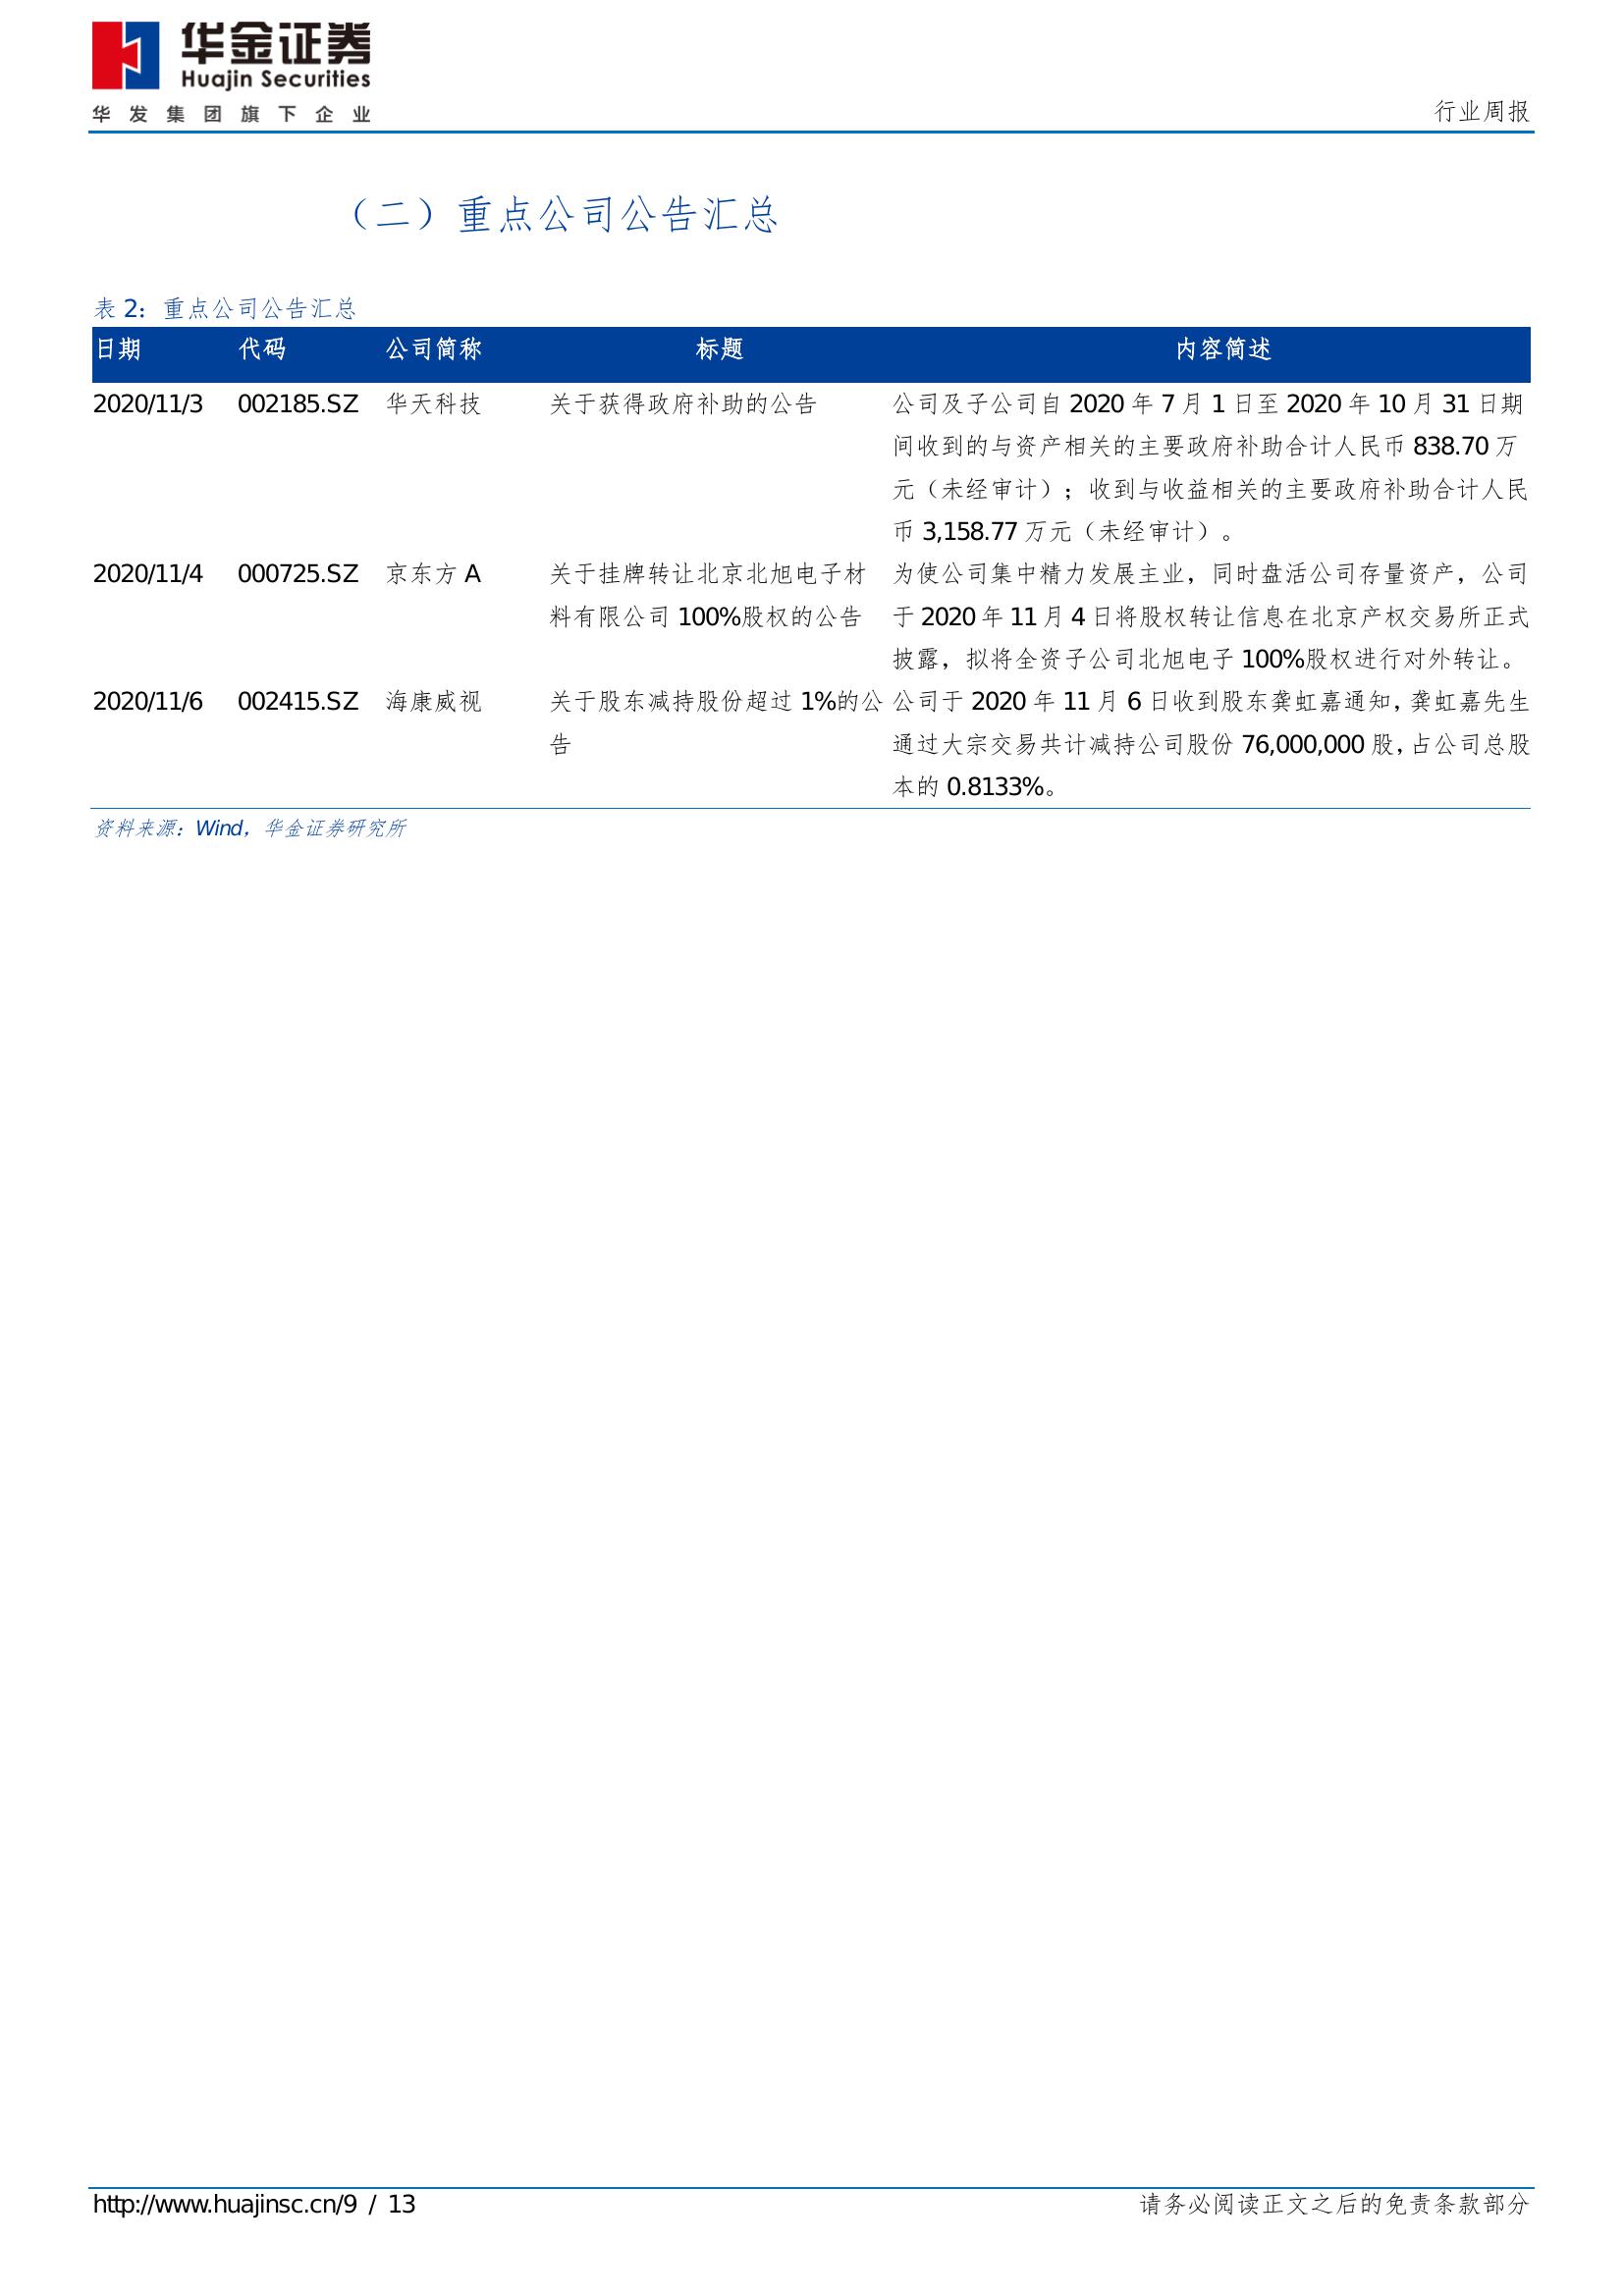 华金证券
Huajin Securities
华发集团旗下企业
行业周报
（二）重点公司公告汇总
表 2：重点公司公告汇总
日期 代码 公司简称 标题 内容简述
2020/11/3 002185.SZ 华天科技 关于获得政府补助的公告 公司及子公司自 2020 年 7 月 1 日至 2020 年 10 月 31 日期
间收到的与资产相关的主要政府补助合计人民币 838.70 万
元（未经审计）；收到与收益相关的主要政府补助合计人民
币 3,158.77 万元（未经审计）。
2020/11/4 000725.SZ 京东方 A 关于挂牌转让北京北旭电子材 为使公司集中精力发展主业，同时盘活公司存量资产，公司
料有限公司 100%股权的公告 于 2020 年 11 月 4 日将股权转让信息在北京产权交易所正式
披露，拟将全资子公司北旭电子 100%股权进行对外转让。
2020/11/6 002415.SZ 海康威视 关于股东减持股份超过 1%的公 公司于 2020 年 11 月 6 日收到股东龚虹嘉通知，龚虹嘉先生
告 通过大宗交易共计减持公司股份 76,000,000 股，占公司总股
本的 0.8133%。
资料来源：Wind，华金证券研究所
http://www.huajinsc.cn/9 / 13 请务必阅读正文之后的免责条款部分